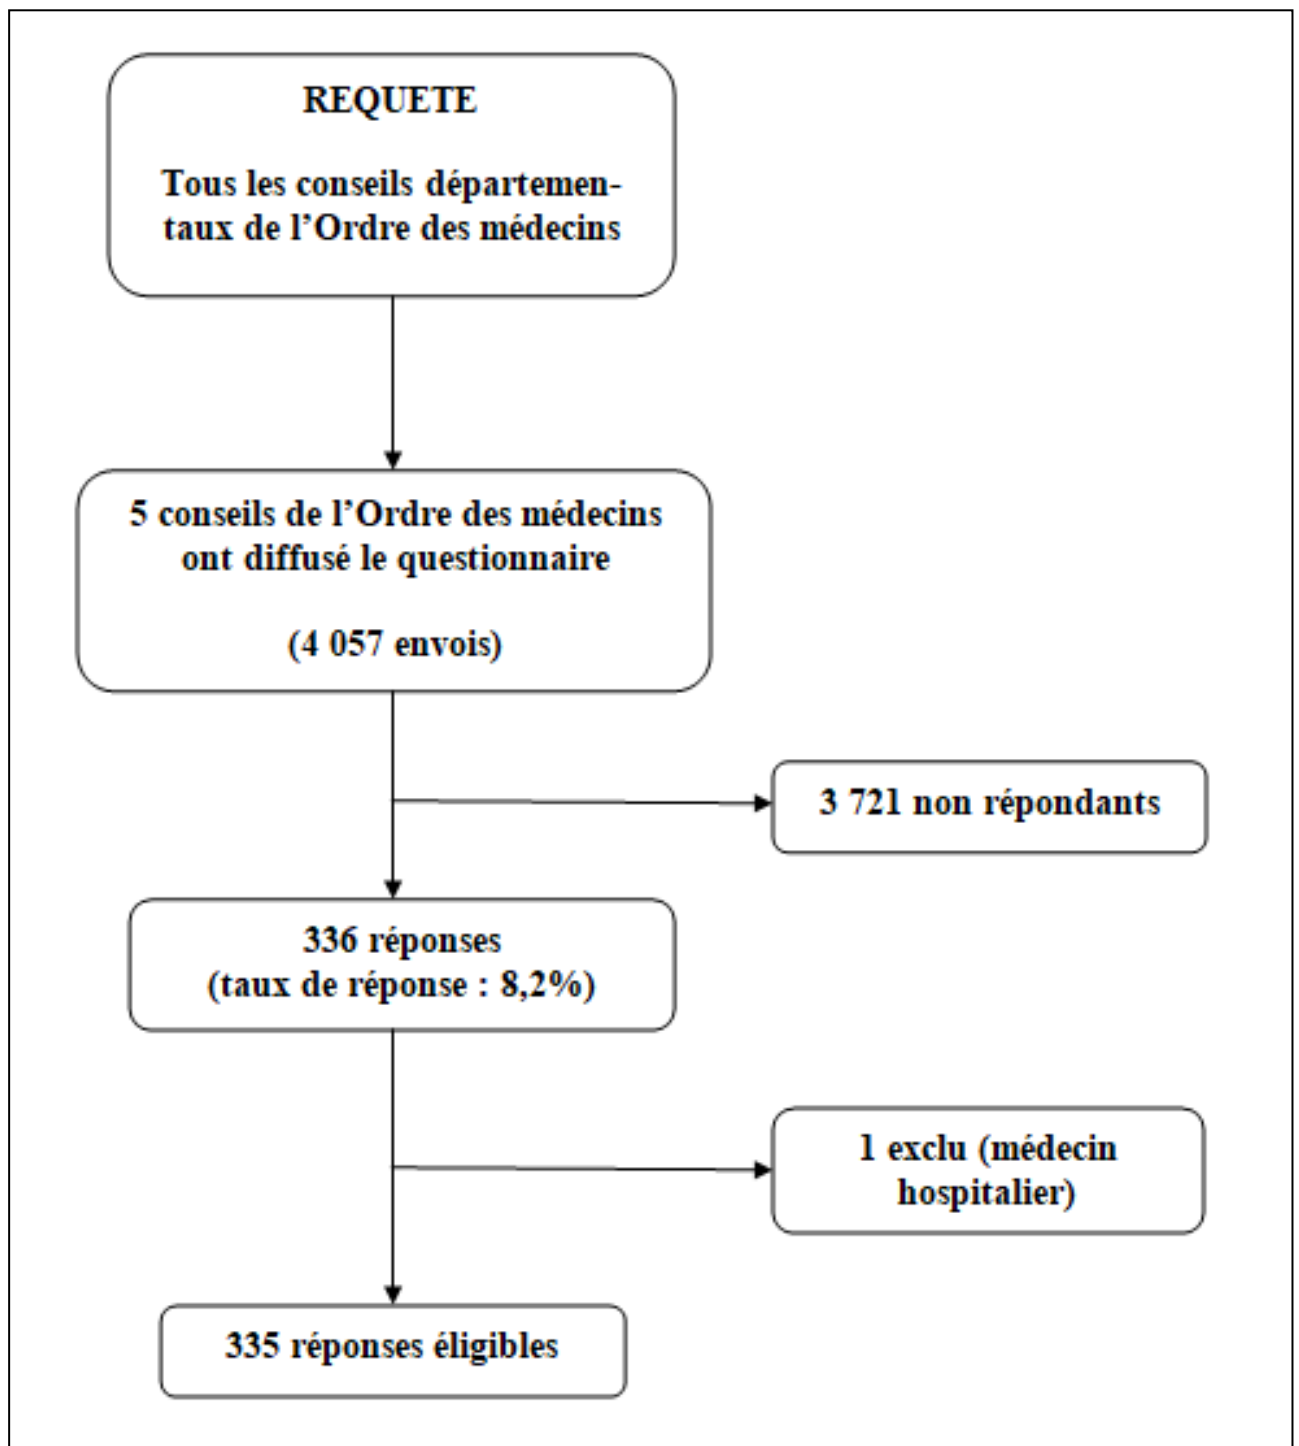 REQUETE
Tous les conseils départemen-
taux de l’Ordre des médecins
5 conseils de l’Ordre des médecins
ont diffusé le questionnaire
(4 057 envois)
3 721 non répondants
336 réponses
(taux de réponse : 8,2%)
1 exclu (médecin
hospitalier)
335 réponses éligibles